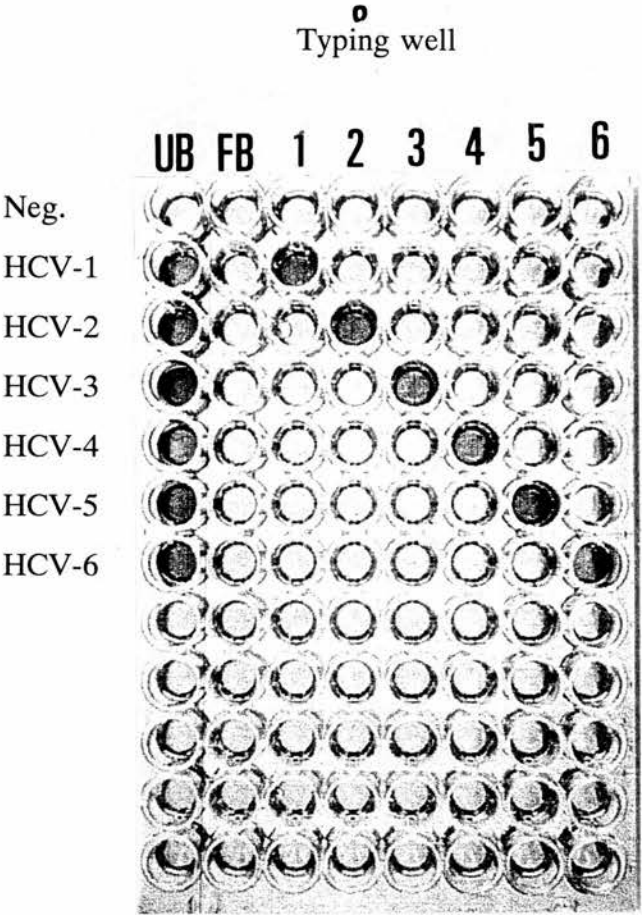 Typing well
UB FB 1 2 3 4 5 6
Neg.
HCV-1
HCV-2
HCV-3
HCV-4
HCV-5
HCV-6